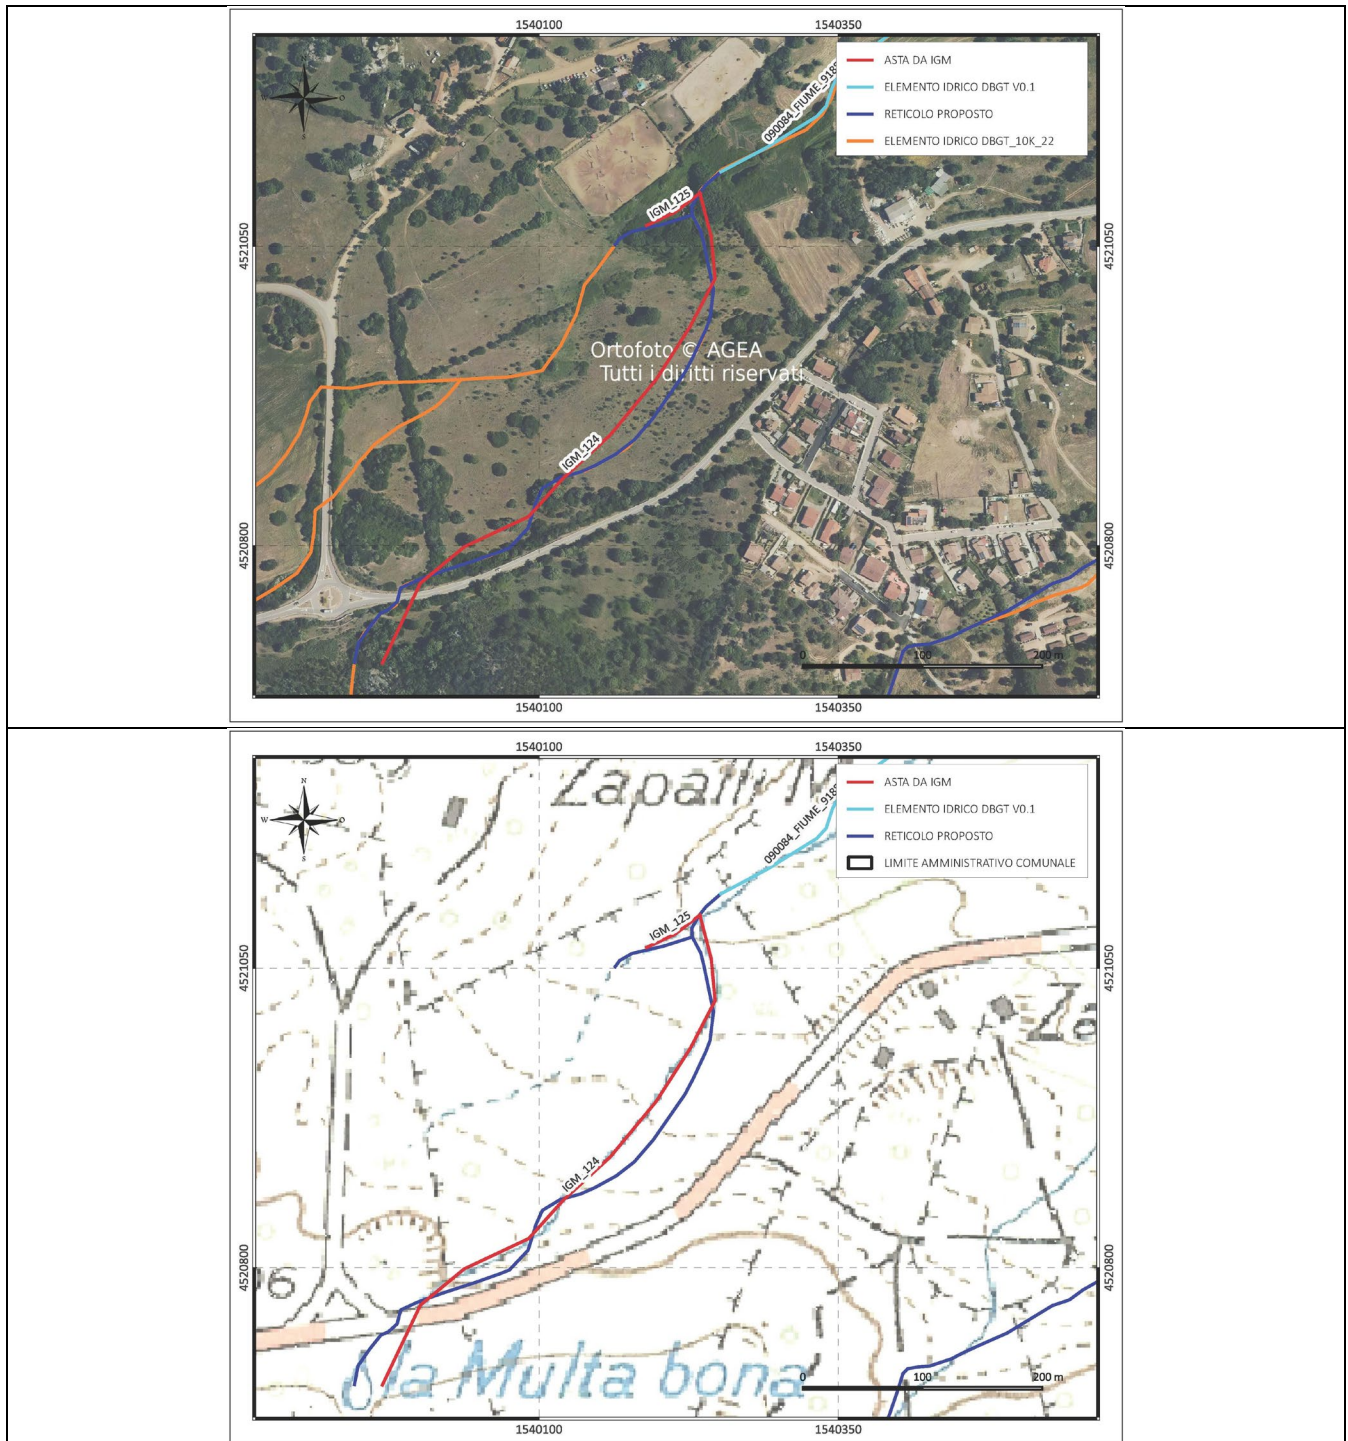 1540100
1540350
ASTA DA IGM
ELEMENTO IDRICO DBGT V0.1
RETICOLO PROPOSTO
ELEMENTO IDRICO DBGT_10K_22
N
W
O
090084_FIUME_918
IGM_125
4521050
4521050
Ortofoto © AGEA
Tutti i diritti riservati
IGM_124
4520800
4520800
0
100
200 m
1540100
1540350
1540100
1540350
Zapalli M
ASTA DA IGM
ELEMENTO IDRICO DBGT V0.1
RETICOLO PROPOSTO
LIMITE AMMINISTRATIVO COMUNALE
N
W
O
S
090084_FIUME_918
IGM_125
4521050
4521050
Za
IGM_124
4520800
4520800
6
la Multa bona
0
100
200 m
1540100
1540350